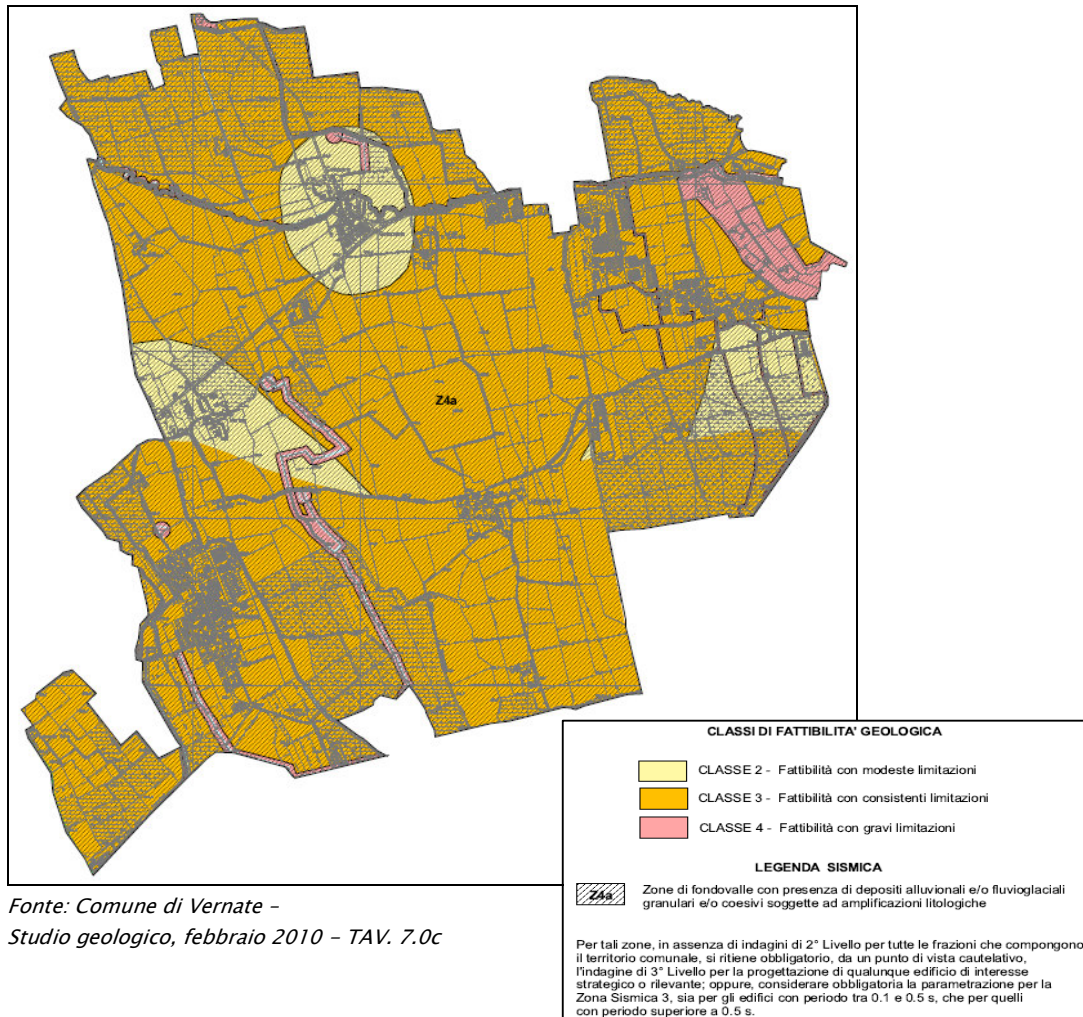 Z4a
CLASSI DI FATTIBILITA' GEOLOGICA
CLASSE 2 - Fattibilità con modeste limitazioni
CLASSE 3 - Fattibilità con consistenti limitazioni
CLASSE 4 - Fattibilità con gravi limitazioni
LEGENDA SISMICA
Z4a
Zone di fondovalle con presenza di depositi alluvionali e/o fluvioglaciali
granulari e/o coesivi soggette ad amplificazioni litologiche
Per tali zone, in assenza di indagini di 2° Livello per tutte le frazioni che compongono
il territorio comunale, si ritiene obbligatorio, da un punto di vista cautelativo,
l'indagine di 3° Livello per la progettazione di qualunque edificio di interesse
strategico o rilevante; oppure, considerare obbligatoria la parametrazione per la
Zona Sismica 3, sia per gli edifici con periodo tra 0.1 e 0.5 s, che per quelli
con periodo superiore a 0.5 s.
Fonte: Comune di Vernate –
Studio geologico, febbraio 2010 – TAV. 7.0c